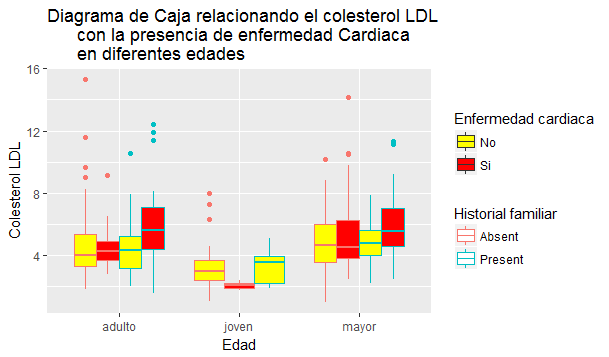 Diagrama de Caja relacionando el colesterol LDL
con la presencia de enfermedad Cardiaca
en diferentes edades
16
12
8
4
Colesterol LDL
adulto
joven
mayor
Edad
Enfermedad cardiaca
No
Si
Historial familiar
Absent
Present